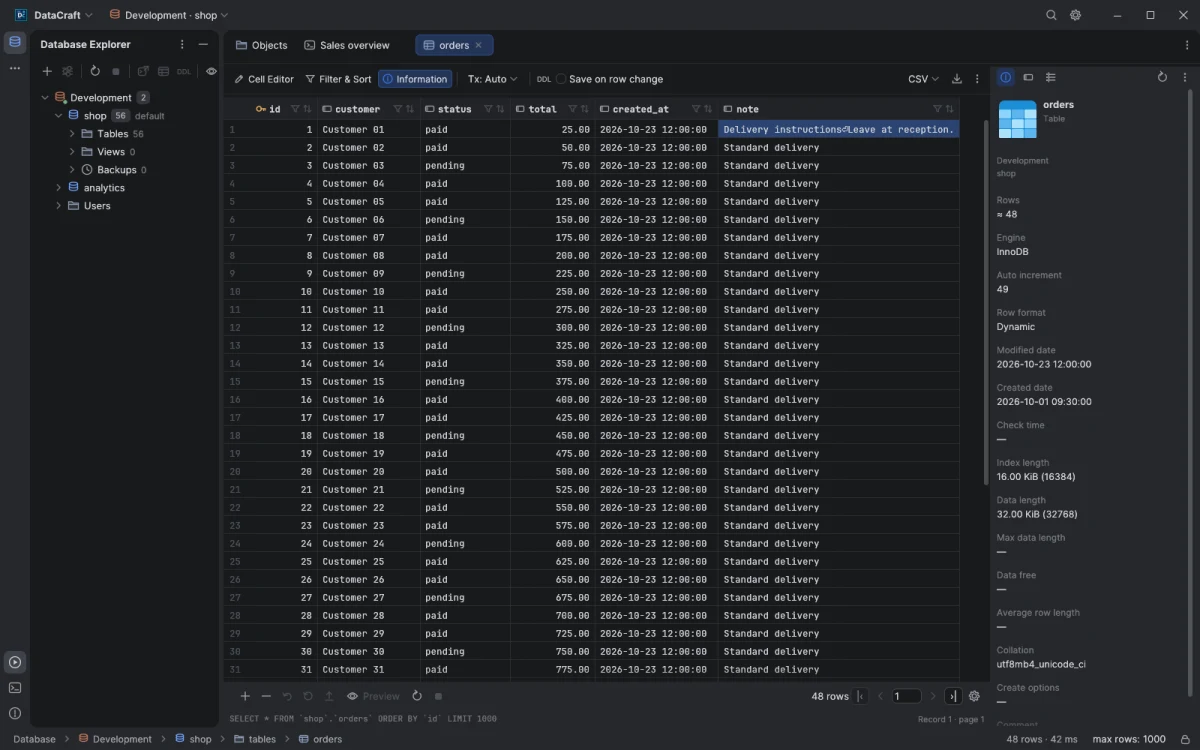 DataCraft
Development · shop
Database Explorer
Objects
Sales overview
orders
DDL
Cell Editor
Filter & Sort
Information
Tx: Auto
DDL
Save on row change
CSV
Development 2
shop 56 default
Tables 56
Views 0
Backups 0
analytics
Users
id customer status total created_at note
1 1 Customer 01 paid 25.00 2026-10-23 12:00:00 Delivery instructions⏎Leave at reception.
2 2 Customer 02 paid 50.00 2026-10-23 12:00:00 Standard delivery
3 3 Customer 03 pending 75.00 2026-10-23 12:00:00 Standard delivery
4 4 Customer 04 paid 100.00 2026-10-23 12:00:00 Standard delivery
5 5 Customer 05 paid 125.00 2026-10-23 12:00:00 Standard delivery
6 6 Customer 06 pending 150.00 2026-10-23 12:00:00 Standard delivery
7 7 Customer 07 paid 175.00 2026-10-23 12:00:00 Standard delivery
8 8 Customer 08 paid 200.00 2026-10-23 12:00:00 Standard delivery
9 9 Customer 09 pending 225.00 2026-10-23 12:00:00 Standard delivery
10 10 Customer 10 paid 250.00 2026-10-23 12:00:00 Standard delivery
11 11 Customer 11 paid 275.00 2026-10-23 12:00:00 Standard delivery
12 12 Customer 12 pending 300.00 2026-10-23 12:00:00 Standard delivery
13 13 Customer 13 paid 325.00 2026-10-23 12:00:00 Standard delivery
14 14 Customer 14 paid 350.00 2026-10-23 12:00:00 Standard delivery
15 15 Customer 15 pending 375.00 2026-10-23 12:00:00 Standard delivery
16 16 Customer 16 paid 400.00 2026-10-23 12:00:00 Standard delivery
17 17 Customer 17 paid 425.00 2026-10-23 12:00:00 Standard delivery
18 18 Customer 18 pending 450.00 2026-10-23 12:00:00 Standard delivery
19 19 Customer 19 paid 475.00 2026-10-23 12:00:00 Standard delivery
20 20 Customer 20 paid 500.00 2026-10-23 12:00:00 Standard delivery
21 21 Customer 21 pending 525.00 2026-10-23 12:00:00 Standard delivery
22 22 Customer 22 paid 550.00 2026-10-23 12:00:00 Standard delivery
23 23 Customer 23 paid 575.00 2026-10-23 12:00:00 Standard delivery
24 24 Customer 24 pending 600.00 2026-10-23 12:00:00 Standard delivery
25 25 Customer 25 paid 625.00 2026-10-23 12:00:00 Standard delivery
26 26 Customer 26 paid 650.00 2026-10-23 12:00:00 Standard delivery
27 27 Customer 27 pending 675.00 2026-10-23 12:00:00 Standard delivery
28 28 Customer 28 paid 700.00 2026-10-23 12:00:00 Standard delivery
29 29 Customer 29 paid 725.00 2026-10-23 12:00:00 Standard delivery
30 30 Customer 30 pending 750.00 2026-10-23 12:00:00 Standard delivery
31 31 Customer 31 paid 775.00 2026-10-23 12:00:00 Standard delivery
Preview
48 rows
1
SELECT * FROM `shop`.`orders` ORDER BY `id` LIMIT 1000
Record 1 · page 1
orders
Table
Development
shop
Rows
≈ 48
Engine
InnoDB
Auto increment
49
Row format
Dynamic
Modified date
2026-10-23 12:00:00
Created date
2026-10-01 09:30:00
Check time
—
Index length
16.00 KiB (16384)
Data length
32.00 KiB (32768)
Max data length
—
Data free
—
Average row length
—
Collation
utf8mb4_unicode_ci
Create options
—
Comment
Database
Development
shop
tables
orders
48 rows · 42 ms
max rows: 1000